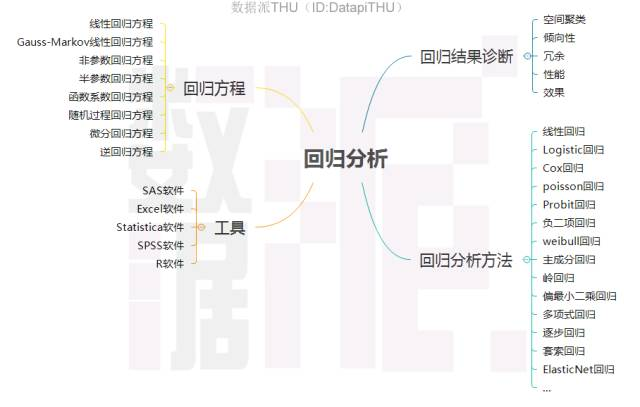 数据派THU（ID:DatapiTHU）
回归分析
回归方程
线性回归方程
Gauss-Markov线性回归方程
非参数回归方程
半参数回归方程
函数系数回归方程
随机过程回归方程
微分回归方程
逆回归方程
工具
SAS软件
Excel软件
Statistica软件
SPSS软件
R软件
回归结果诊断
空间聚类
倾向性
冗余
性能
效果
回归分析方法
线性回归
Logistic回归
Cox回归
poisson回归
Probit回归
负二项回归
weibull回归
主成分回归
岭回归
偏最小二乘回归
多项式回归
逐步回归
套索回归
ElasticNet回归
...
数据